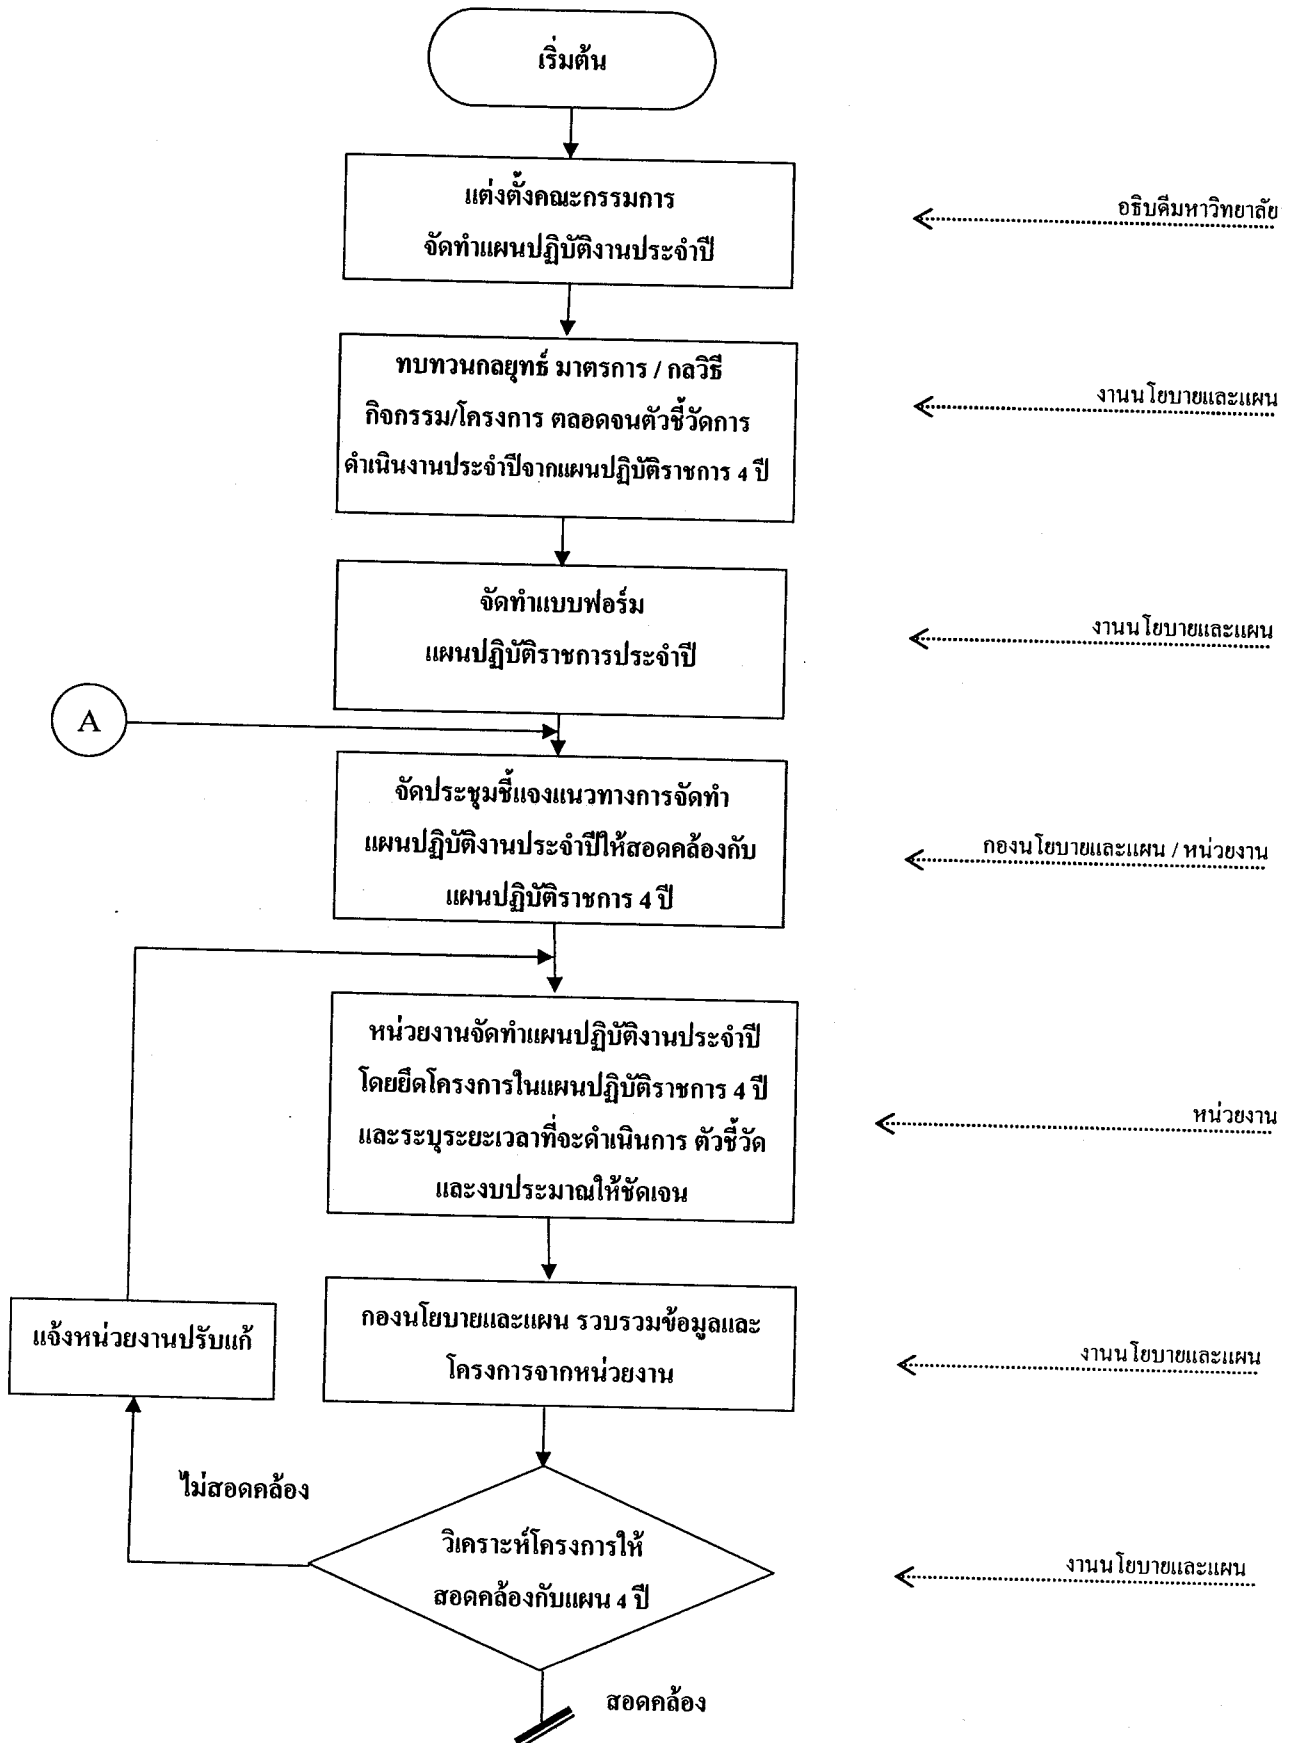 เริ่มต้น
แต่งตั้งคณะกรรมการ
จัดทำแผนปฏิบัติงานประจำปี
อธิบดีมหาวิทยาลัย
ทบทวนกลยุทธ์ มาตรการ / กลวิธี
กิจกรรม/โครงการ ตลอดจนตัวชี้วัดการ
ดำเนินงานประจำปีจากแผนปฏิบัติราชการ 4 ปี
งานนโยบายและแผน
จัดทำแบบฟอร์ม
แผนปฏิบัติราชการประจำปี
งานนโยบายและแผน
A
จัดประชุมชี้แจงแนวทางการจัดทำ
แผนปฏิบัติงานประจำปีให้สอดคล้องกับ
แผนปฏิบัติราชการ 4 ปี
กองนโยบายและแผน / หน่วยงาน
หน่วยงานจัดทำแผนปฏิบัติงานประจำปี
โดยยึดโครงการในแผนปฏิบัติราชการ 4 ปี
และระบุระยะเวลาที่จะดำเนินการ ตัวชี้วัด
และงบประมาณให้ชัดเจน
หน่วยงาน
แจ้งหน่วยงานปรับแก้
กองนโยบายและแผน รวบรวมข้อมูลและ
โครงการจากหน่วยงาน
งานนโยบายและแผน
ไม่สอดคล้อง
วิเคราะห์โครงการให้
สอดคล้องกับแผน 4 ปี
งานนโยบายและแผน
สอดคล้อง